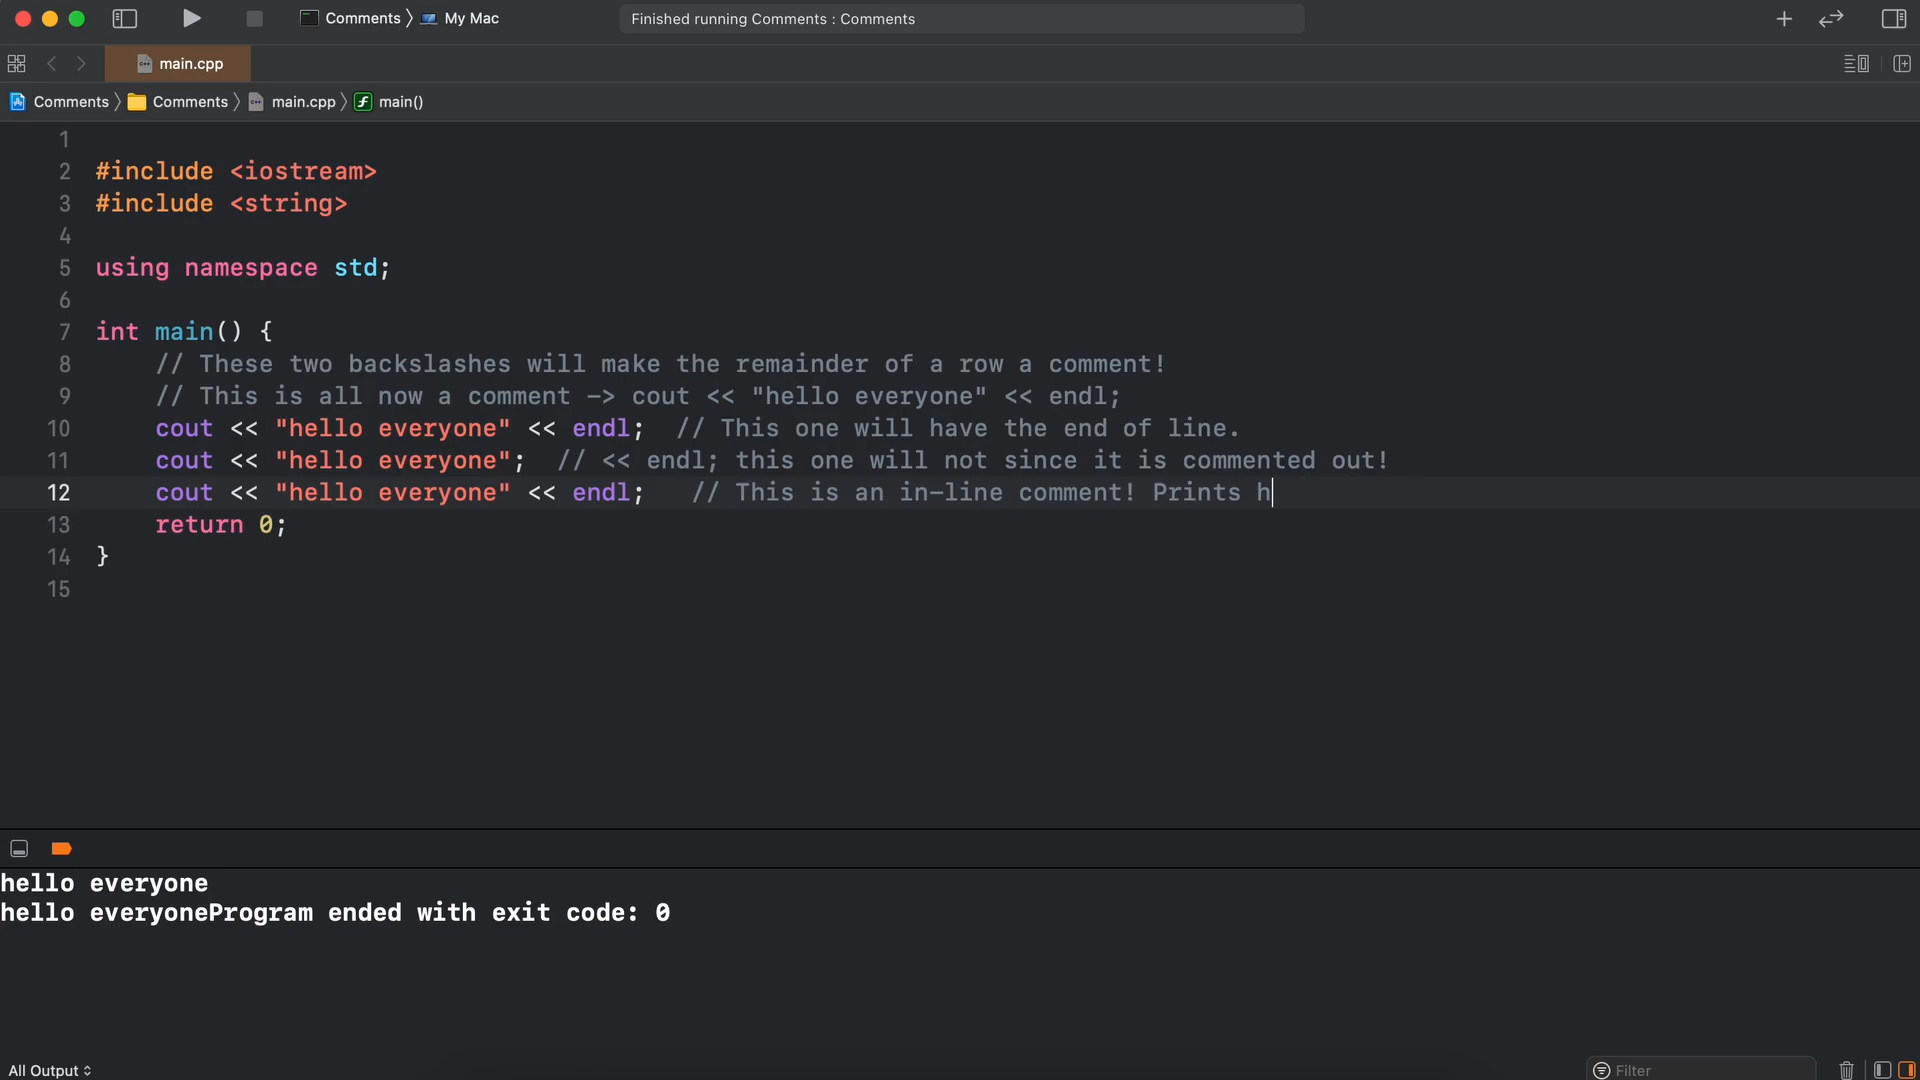 Comments 〉 My Mac
Finished running Comments : Comments
main.cpp
Comments 〉 Comments 〉 main.cpp 〉 main()
1
2 #include <iostream>
3 #include <string>
4
5 using namespace std;
6
7 int main() {
8 // These two backslashes will make the remainder of a row a comment!
9 // This is all now a comment -> cout << "hello everyone" << endl;
10 cout << "hello everyone" << endl;  // This one will have the end of line.
11 cout << "hello everyone";  // << endl; this one will not since it is commented out!
12 cout << "hello everyone" << endl;   // This is an in-line comment! Prints h
13 return 0;
14 }
15
hello everyone
hello everyoneProgram ended with exit code: 0
All Output
Filter